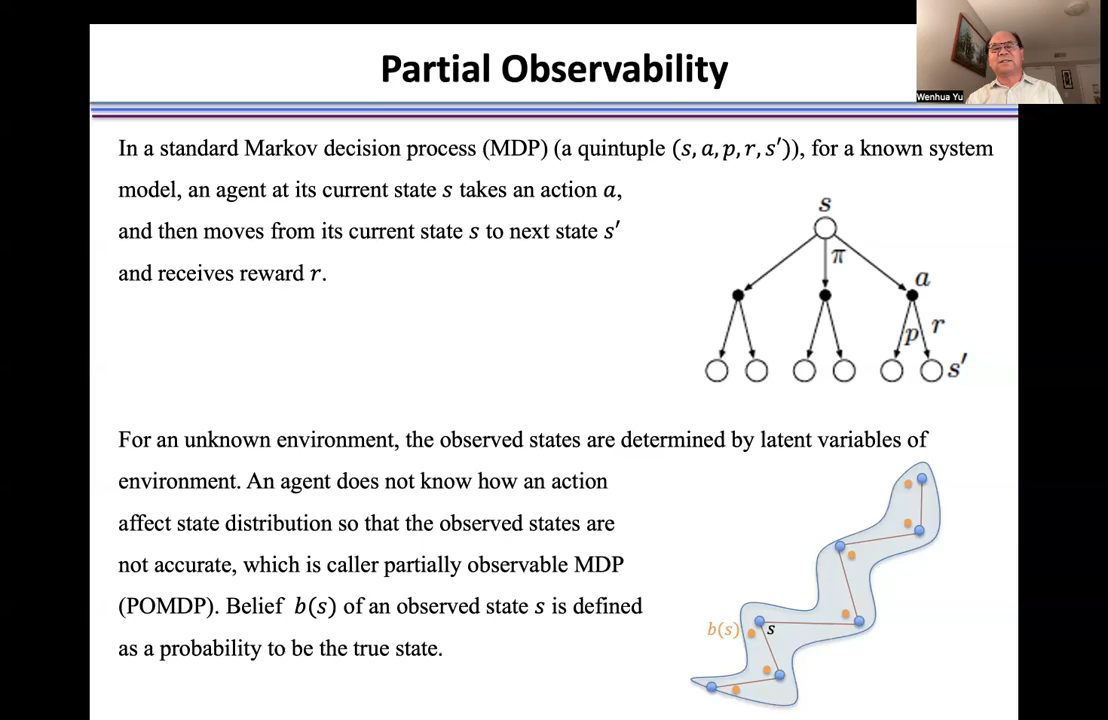 Partial Observability
Wenhua Yu
In a standard Markov decision process (MDP) (a quintuple (s, a, p, r, s′)), for a known system
model, an agent at its current state s takes an action a,
and then moves from its current state s to next state s′
and receives reward r.
s
π
a
p r
s′
For an unknown environment, the observed states are determined by latent variables of
environment. An agent does not know how an action
affect state distribution so that the observed states are
not accurate, which is caller partially observable MDP
(POMDP). Belief b(s) of an observed state s is defined
as a probability to be the true state.
b(s) s